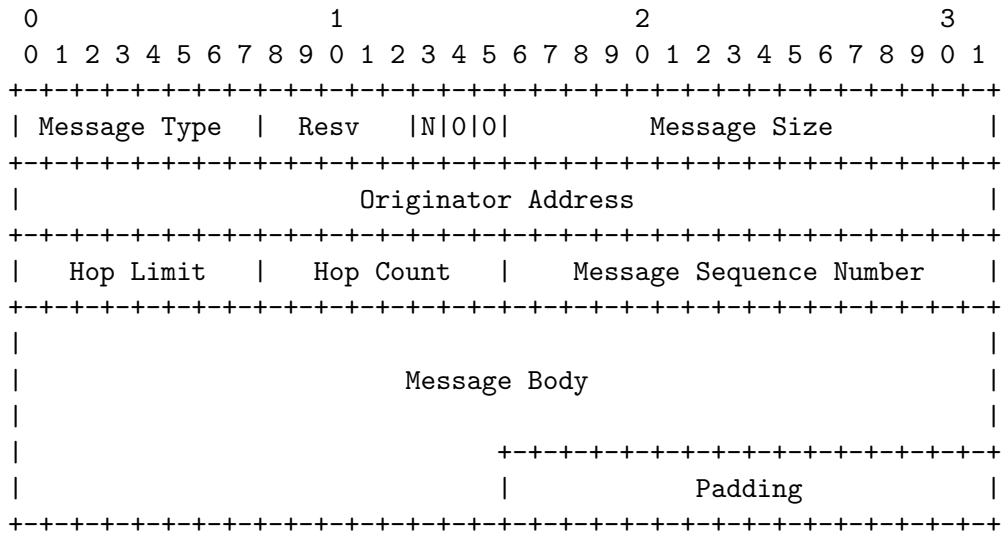 0                   1                   2                   3
 0 1 2 3 4 5 6 7 8 9 0 1 2 3 4 5 6 7 8 9 0 1 2 3 4 5 6 7 8 9 0 1
+-+-+-+-+-+-+-+-+-+-+-+-+-+-+-+-+-+-+-+-+-+-+-+-+-+-+-+-+-+-+-+-+
| Message Type  |  Resv   |N|0|0|         Message Size          |
+-+-+-+-+-+-+-+-+-+-+-+-+-+-+-+-+-+-+-+-+-+-+-+-+-+-+-+-+-+-+-+-+
|                      Originator Address                       |
+-+-+-+-+-+-+-+-+-+-+-+-+-+-+-+-+-+-+-+-+-+-+-+-+-+-+-+-+-+-+-+-+
|   Hop Limit   |   Hop Count   |    Message Sequence Number    |
+-+-+-+-+-+-+-+-+-+-+-+-+-+-+-+-+-+-+-+-+-+-+-+-+-+-+-+-+-+-+-+-+
|                                                               |
|                         Message Body                          |
|                                                               |
|                               +-+-+-+-+-+-+-+-+-+-+-+-+-+-+-+-+
|                               |            Padding            |
+-+-+-+-+-+-+-+-+-+-+-+-+-+-+-+-+-+-+-+-+-+-+-+-+-+-+-+-+-+-+-+-+